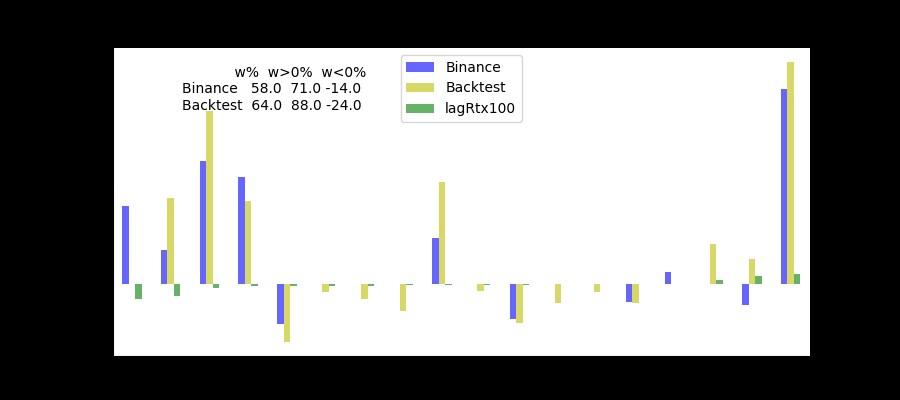 w% w>0% w<0%
Binance 58.0 71.0 -14.0
Backtest 64.0 88.0 -24.0
Binance
Backtest
lagRtx100